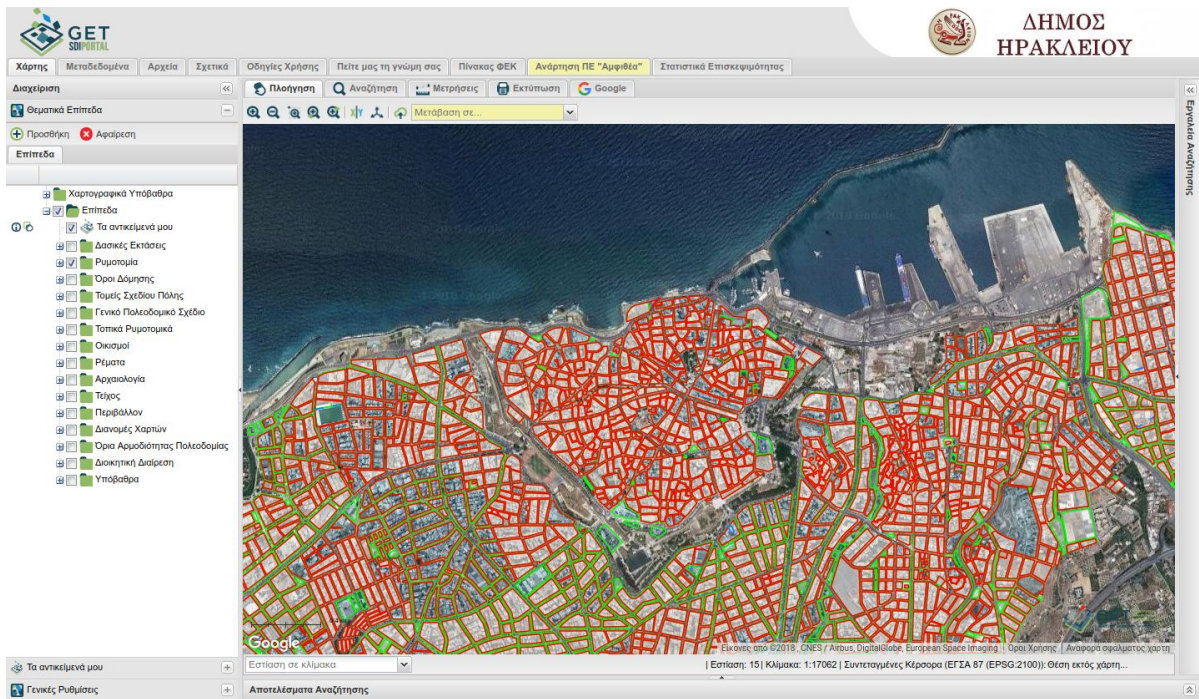 GET
SDIPORTAL
ΔΗΜΟΣ
ΗΡΑΚΛΕΙΟΥ
Χάρτης Μεταδεδομένα Αρχεία Σχετικά Οδηγίες Χρήσης Πείτε μας τη γνώμη σας Πίνακας ΦΕΚ Ανάρτηση ΠΕ "Αμφιθέα" Στατιστικά Επισκεψιμότητας
Διαχείριση
Πλοήγηση Αναζήτηση Μετρήσεις Εκτύπωση Google
Θεματικά Επίπεδα
Μετάβαση σε...
Προσθήκη Αφαίρεση
Επίπεδα
Χαρτογραφικά Υπόβαθρα
Επίπεδα
Τα αντικείμενά μου
Δασικές Εκτάσεις
Ρυμοτομία
Όροι Δόμησης
Τομείς Σχεδίου Πόλης
Γενικό Πολεοδομικό Σχέδιο
Τοπικά Ρυμοτομικά
Οικισμοί
Ρέματα
Αρχαιολογία
Τείχος
Περιβάλλον
Διανομές Χαρτών
Όρια Αρμοδιότητας Πολεοδομίας
Διοικητική Διαίρεση
Υπόβαθρα
Εργαλεία Αναζήτησης
Google
Εικόνες από ©2018 , CNES / Airbus, DigitalGlobe, European Space Imaging Όροι Χρήσης Αναφορά σφάλματος χάρτη
Τα αντικείμενά μου
Εστίαση σε κλίμακα
| Εστίαση: 15 | Κλίμακα: 1:17062 | Συντεταγμένες Κέρσορα (ΕΓΣΑ 87 (EPSG:2100)): Θέση εκτός χάρτη...
Γενικές Ρυθμίσεις
Αποτελέσματα Αναζήτησης